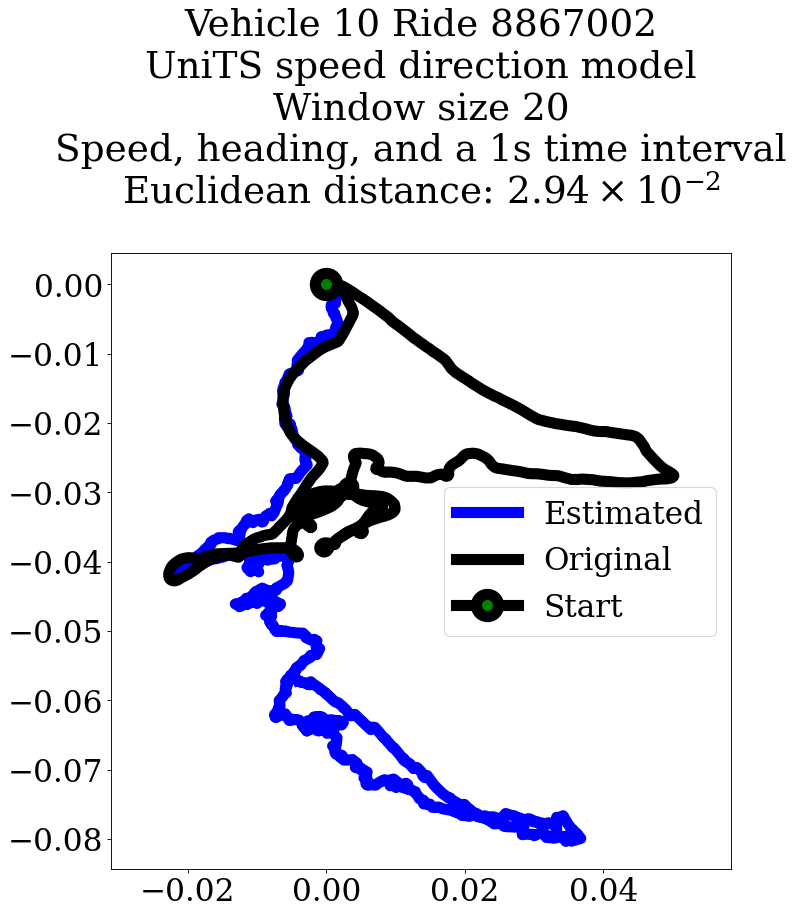 Vehicle 10 Ride 8867002
UniTS speed direction model
Window size 20
Speed, heading, and a 1s time interval
Euclidean distance: 2.94 × 10⁻²
0.00
−0.01
−0.02
−0.03
−0.04
−0.05
−0.06
−0.07
−0.08
Estimated
Original
Start
−0.02 0.00 0.02 0.04